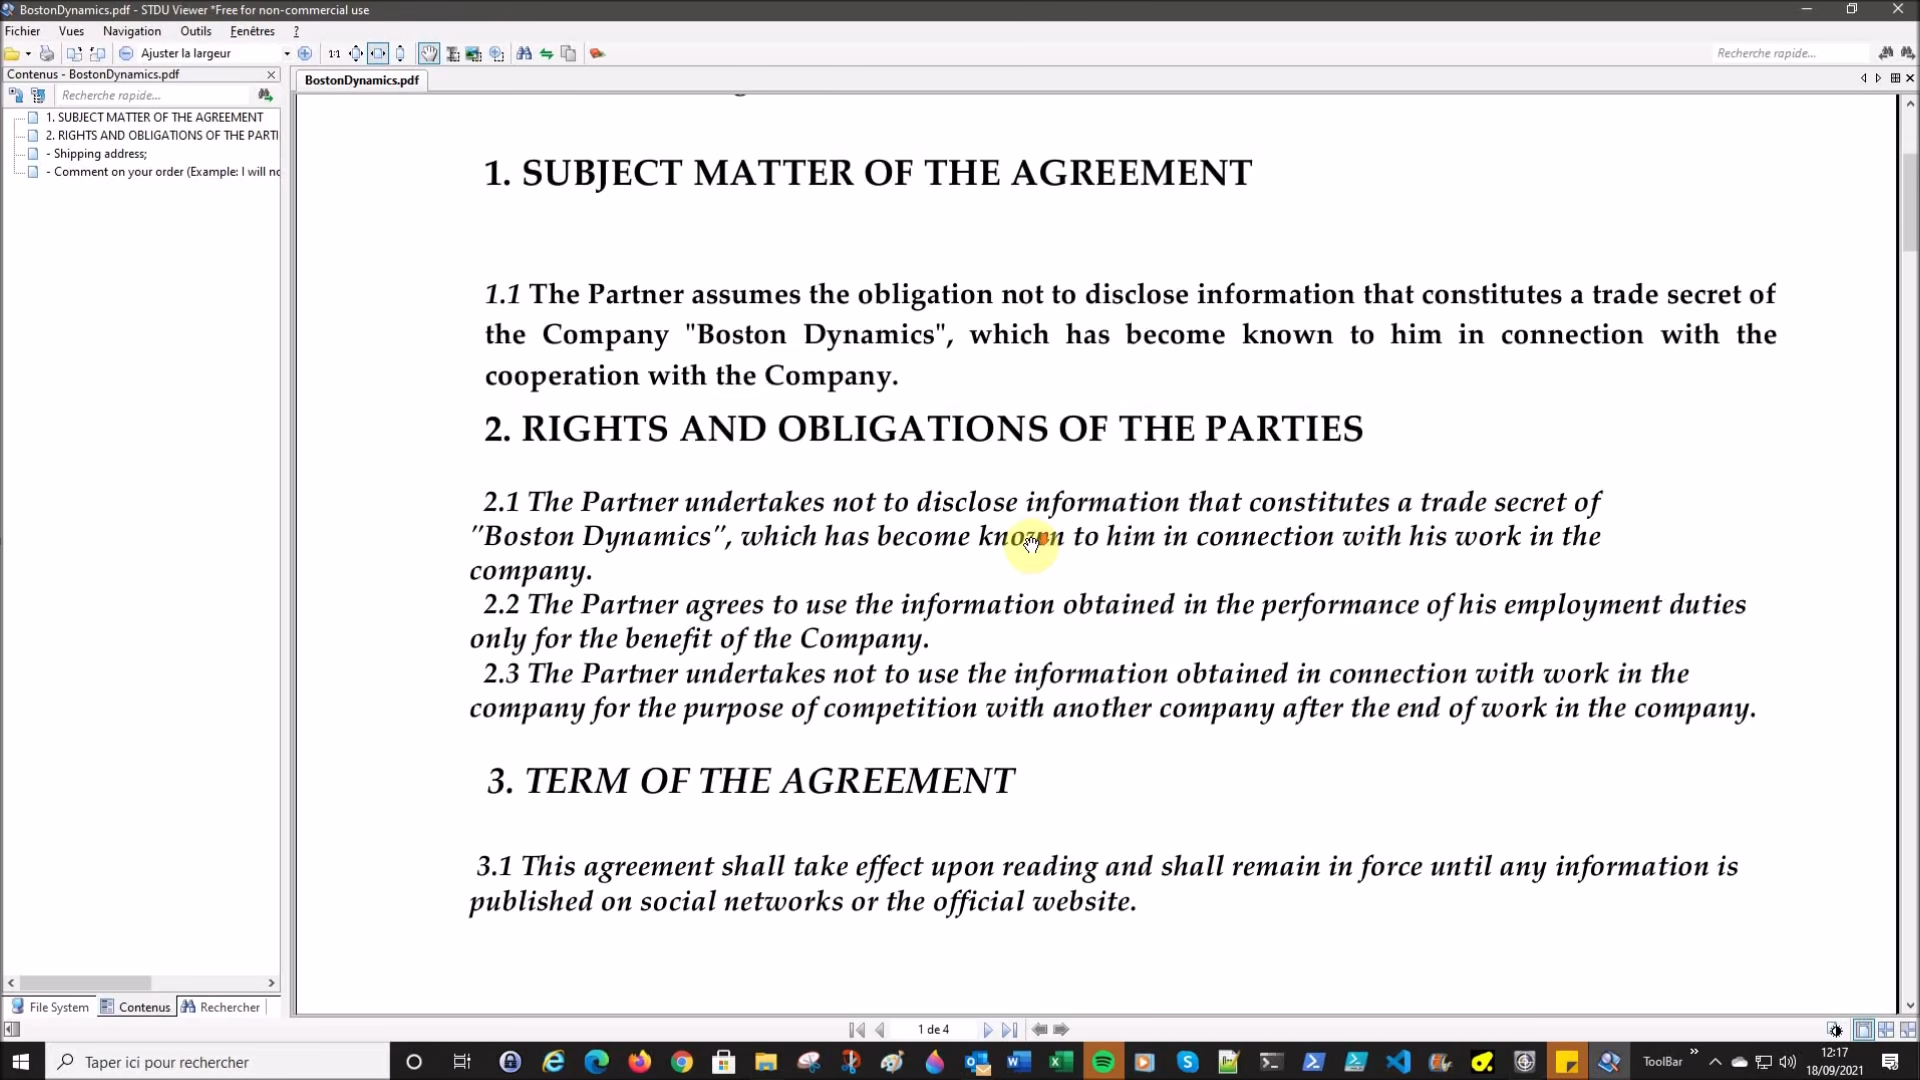 BostonDynamics.pdf - STDU Viewer *Free for non-commercial use
Fichier Vues Navigation Outils Fenêtres ?
Ajuster la largeur 1:1 Recherche rapide...
Contenus - BostonDynamics.pdf
BostonDynamics.pdf
Recherche rapide...
1. SUBJECT MATTER OF THE AGREEMENT
2. RIGHTS AND OBLIGATIONS OF THE PARTI
- Shipping address;
- Comment on your order (Example: I will no
1. SUBJECT MATTER OF THE AGREEMENT
1.1 The Partner assumes the obligation not to disclose information that constitutes a trade secret of
the Company "Boston Dynamics", which has become known to him in connection with the
cooperation with the Company.
2. RIGHTS AND OBLIGATIONS OF THE PARTIES
2.1 The Partner undertakes not to disclose information that constitutes a trade secret of
"Boston Dynamics", which has become known to him in connection with his work in the
company.
2.2 The Partner agrees to use the information obtained in the performance of his employment duties
only for the benefit of the Company.
2.3 The Partner undertakes not to use the information obtained in connection with work in the
company for the purpose of competition with another company after the end of work in the company.
3. TERM OF THE AGREEMENT
3.1 This agreement shall take effect upon reading and shall remain in force until any information is
published on social networks or the official website.
File System Contenus Rechercher
1 de 4
Taper ici pour rechercher
ToolBar
12:17
18/09/2021